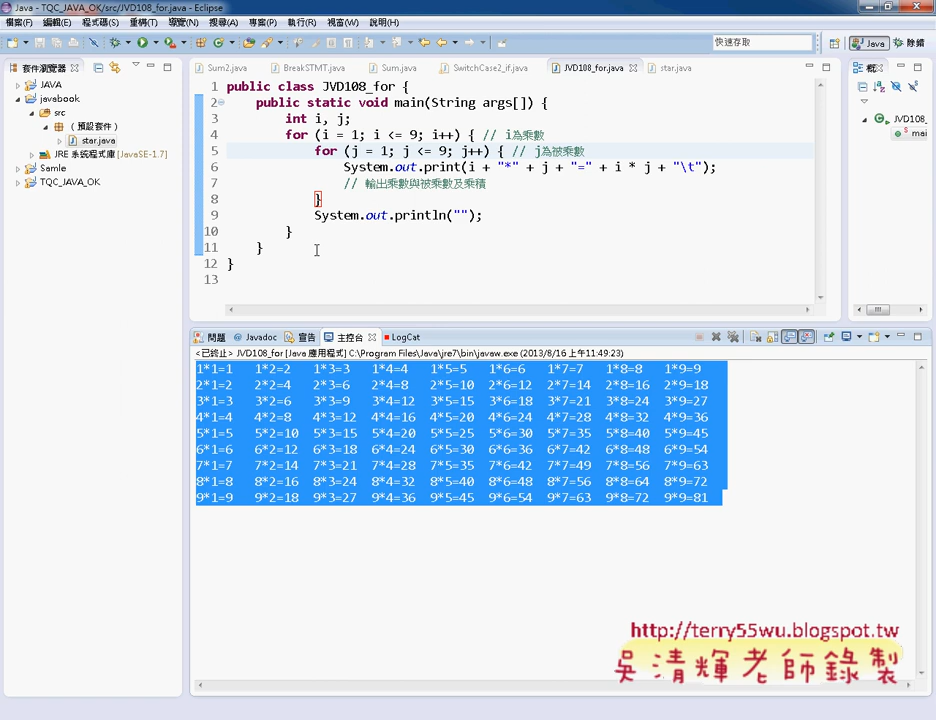 Java - TQC_JAVA_OK/src/JVD108_for.java - Eclipse
檔案(F) 編輯(E) 程式碼(S) 重構(T) 導覽(N) 搜尋(A) 專案(P) 執行(R) 視窗(W) 說明(H)
快速存取 Java 除錯
套件瀏覽器
JAVA
javabook
src
(預設套件)
star.java
JRE 系統程式庫 [JavaSE-1.7]
Samle
TQC_JAVA_OK
Sum2.java BreakSTMT.java Sum.java SwitchCase2_if.java JVD108_for.java star.java
1 public class JVD108_for {
2 public static void main(String args[]) {
3 int i, j;
4 for (i = 1; i <= 9; i++) { // i為乘數
5 for (j = 1; j <= 9; j++) { // j為被乘數
6 System.out.print(i + "*" + j + "=" + i * j + "\t");
7 // 輸出乘數與被乘數及乘積
8 }
9 System.out.println("");
10 }
11 }
12 }
13
概
JVD108_
mai
問題 Javadoc 宣告 主控台 LogCat
<已終止> JVD108_for [Java 應用程式] C:\Program Files\Java\jre7\bin\javaw.exe (2013/8/16 上午11:49:23)
1*1=1 1*2=2 1*3=3 1*4=4 1*5=5 1*6=6 1*7=7 1*8=8 1*9=9
2*1=2 2*2=4 2*3=6 2*4=8 2*5=10 2*6=12 2*7=14 2*8=16 2*9=18
3*1=3 3*2=6 3*3=9 3*4=12 3*5=15 3*6=18 3*7=21 3*8=24 3*9=27
4*1=4 4*2=8 4*3=12 4*4=16 4*5=20 4*6=24 4*7=28 4*8=32 4*9=36
5*1=5 5*2=10 5*3=15 5*4=20 5*5=25 5*6=30 5*7=35 5*8=40 5*9=45
6*1=6 6*2=12 6*3=18 6*4=24 6*5=30 6*6=36 6*7=42 6*8=48 6*9=54
7*1=7 7*2=14 7*3=21 7*4=28 7*5=35 7*6=42 7*7=49 7*8=56 7*9=63
8*1=8 8*2=16 8*3=24 8*4=32 8*5=40 8*6=48 8*7=56 8*8=64 8*9=72
9*1=9 9*2=18 9*3=27 9*4=36 9*5=45 9*6=54 9*7=63 9*8=72 9*9=81
http://terry55wu.blogspot.tw
吳清輝老師錄製